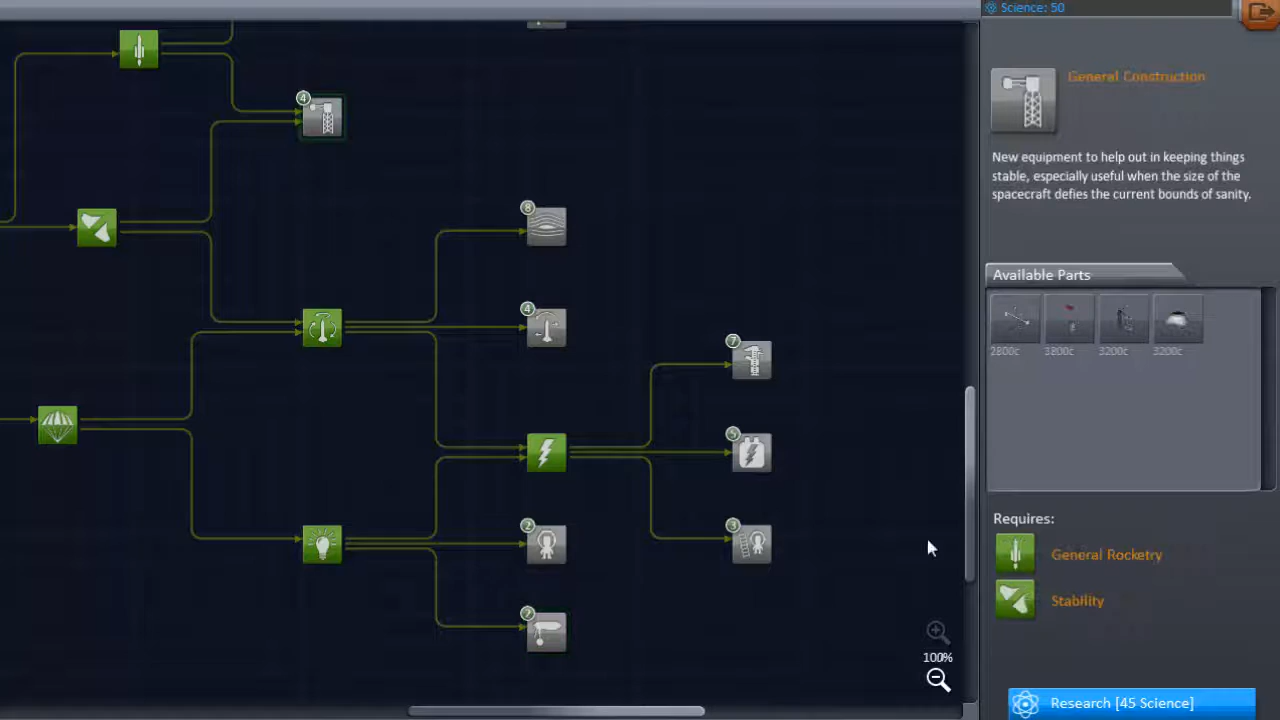 Science: 50
General Construction
New equipment to help out in keeping things
stable, especially useful when the size of the
spacecraft defies the current bounds of sanity.
Available Parts
2800c 3800c 3200c 3200c
Requires:
General Rocketry
Stability
Research [45 Science]
100%
4
8
4
7
5
2
3
2